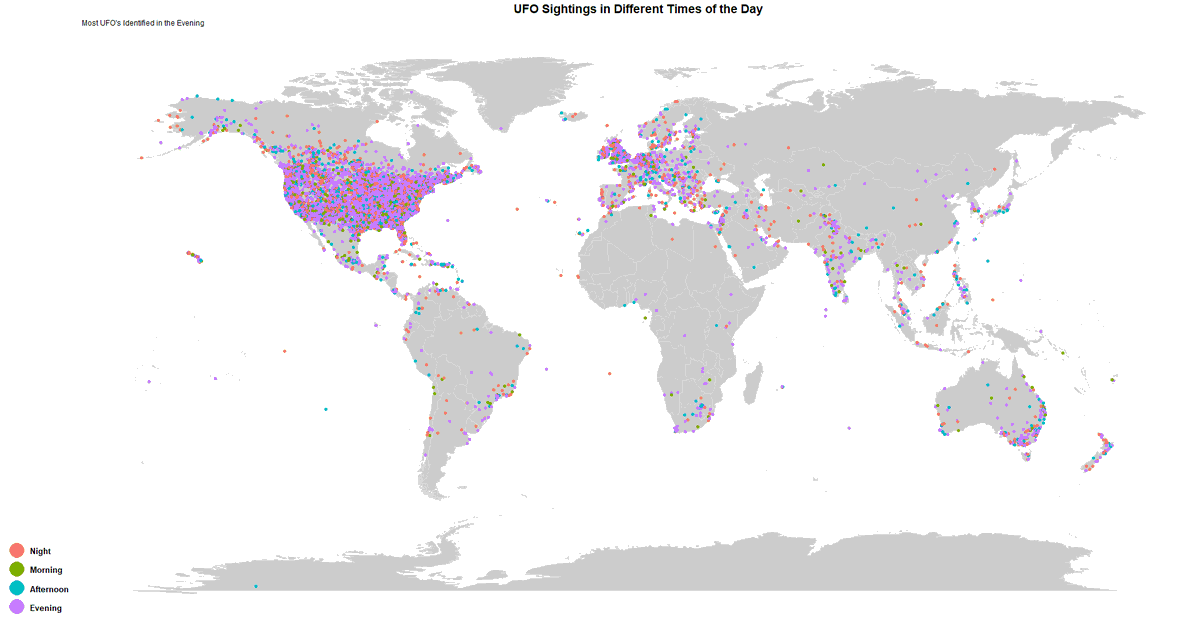 UFO Sightings in Different Times of the Day
Most UFO's Identified in the Evening
Night
Morning
Afternoon
Evening